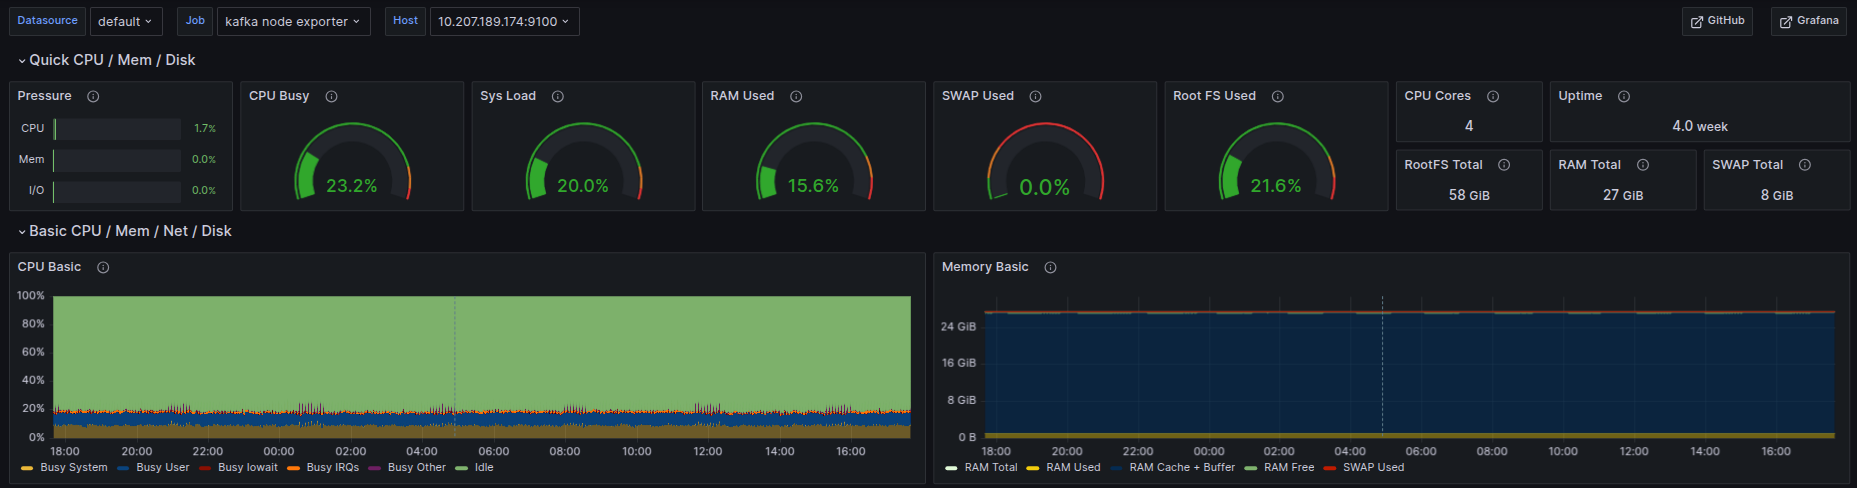 Datasource default Job kafka node exporter Host 10.207.189.174:9100 GitHub Grafana
Quick CPU / Mem / Disk
Pressure CPU Busy Sys Load RAM Used SWAP Used Root FS Used CPU Cores Uptime
CPU 1.7%
Mem 0.0%
I/O 0.0%
23.2% 20.0% 15.6% 0.0% 21.6%
4 4.0 week
RootFS Total RAM Total SWAP Total
58 GiB 27 GiB 8 GiB
Basic CPU / Mem / Net / Disk
CPU Basic
100%
80%
60%
40%
20%
0%
18:00 20:00 22:00 00:00 02:00 04:00 06:00 08:00 10:00 12:00 14:00 16:00
Busy System Busy User Busy Iowait Busy IRQs Busy Other Idle
Memory Basic
24 GiB
16 GiB
8 GiB
0 B
18:00 20:00 22:00 00:00 02:00 04:00 06:00 08:00 10:00 12:00 14:00 16:00
RAM Total RAM Used RAM Cache + Buffer RAM Free SWAP Used